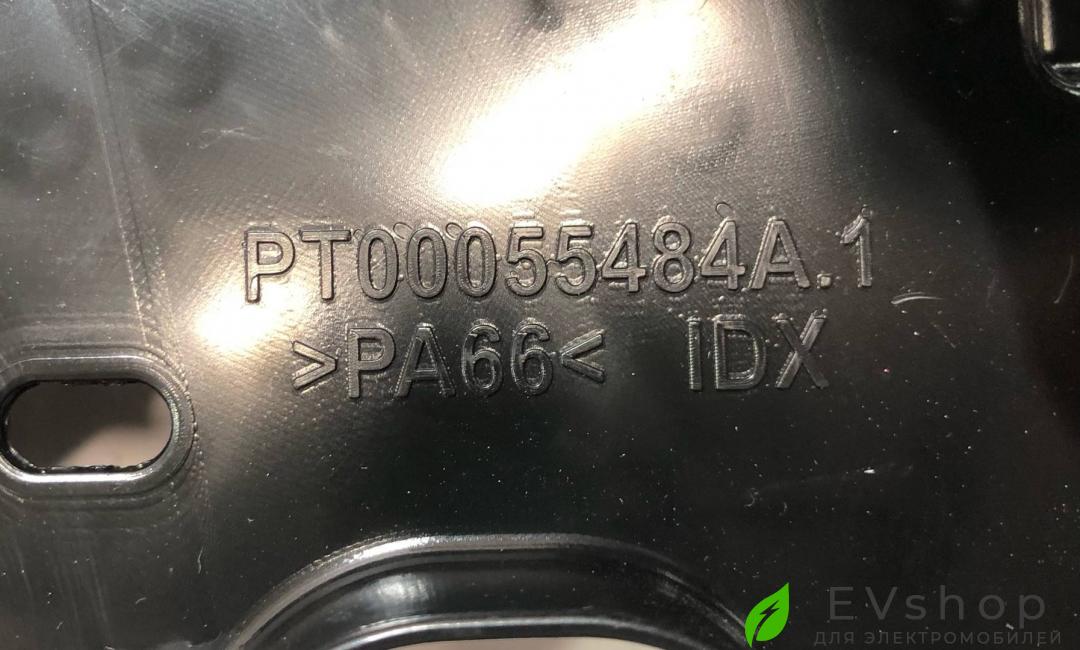 PT00055484A.1
>PA66< IDX
EVshop
ДЛЯ ЭЛЕКТРОМОБИЛЕЙ